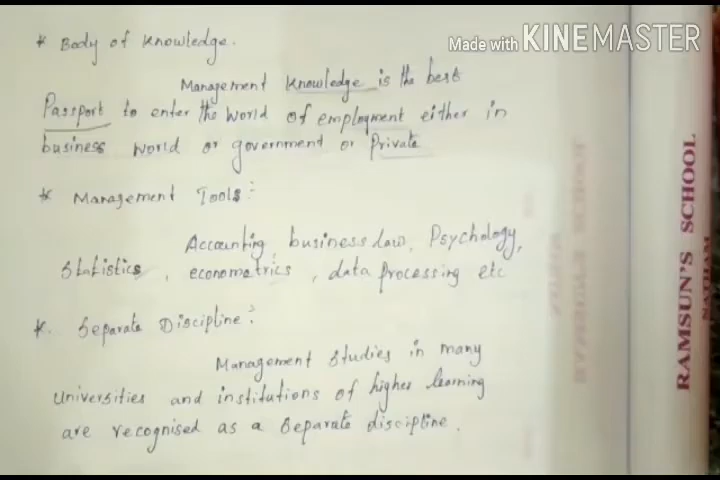 * Body of knowledge.
Management knowledge is the best
Passport to enter the world of employment either in
business world or government or Private
* Management Tools:-
Accounting, business law, Psychology,
Statistics, econometrics, data processing etc
* Separate Discipline:
Management studies in many
Universities and institutions of higher learning
are recognised as a separate discipline.
Made with KINEMASTER
RAMSUN'S SCHOOL
NATHAM